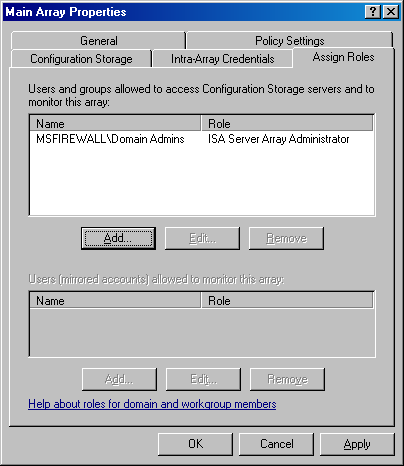 Main Array Properties
General
Policy Settings
Configuration Storage
Intra-Array Credentials
Assign Roles
Users and groups allowed to access Configuration Storage servers and to
monitor this array:
Name
Role
MSFIREWALL\Domain Admins
ISA Server Array Administrator
Add...
Edit...
Remove
Users (mirrored accounts) allowed to monitor this array:
Name
Role
Add...
Edit...
Remove
Help about roles for domain and workgroup members
OK
Cancel
Apply